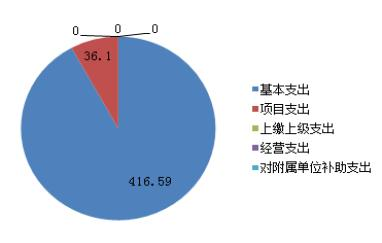 0 0 0
36.1
416.59
基本支出
项目支出
上缴上级支出
经营支出
对附属单位补助支出